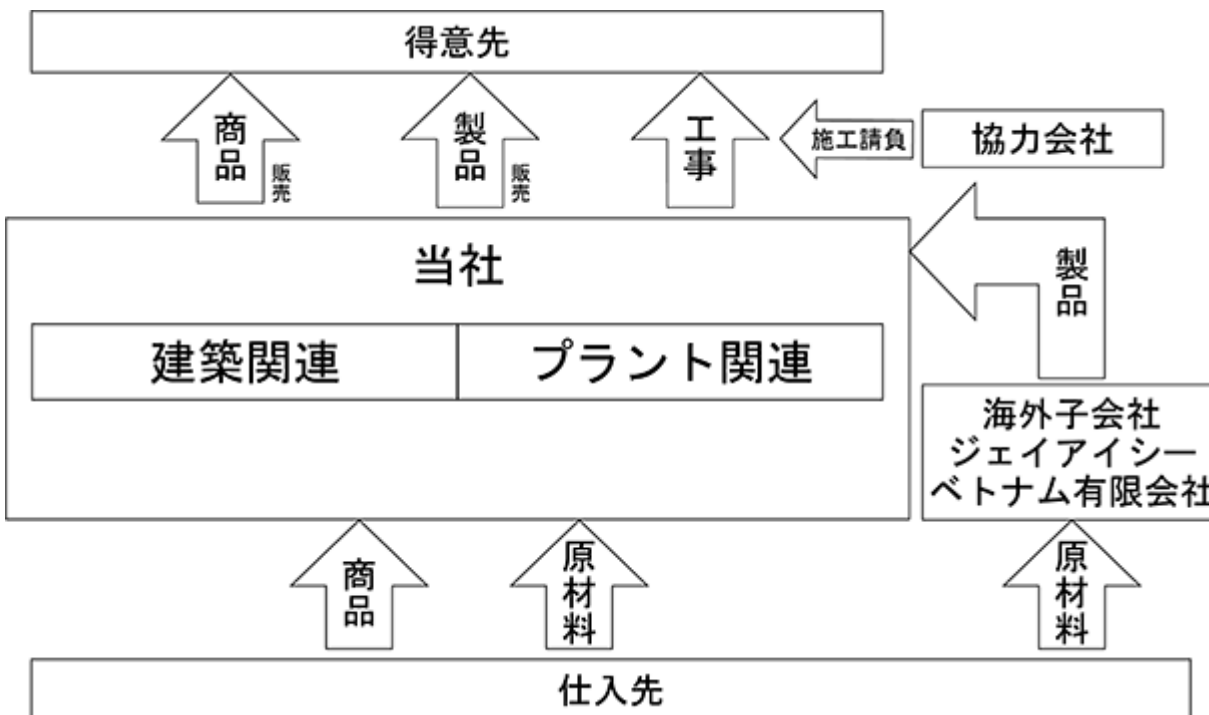 得意先
商品
販売
製品
販売
工事
施工請負
協力会社
当社
製品
建築関連
プラント関連
海外子会社
ジェイアイシー
ベトナム有限会社
商品
原材料
原材料
仕入先